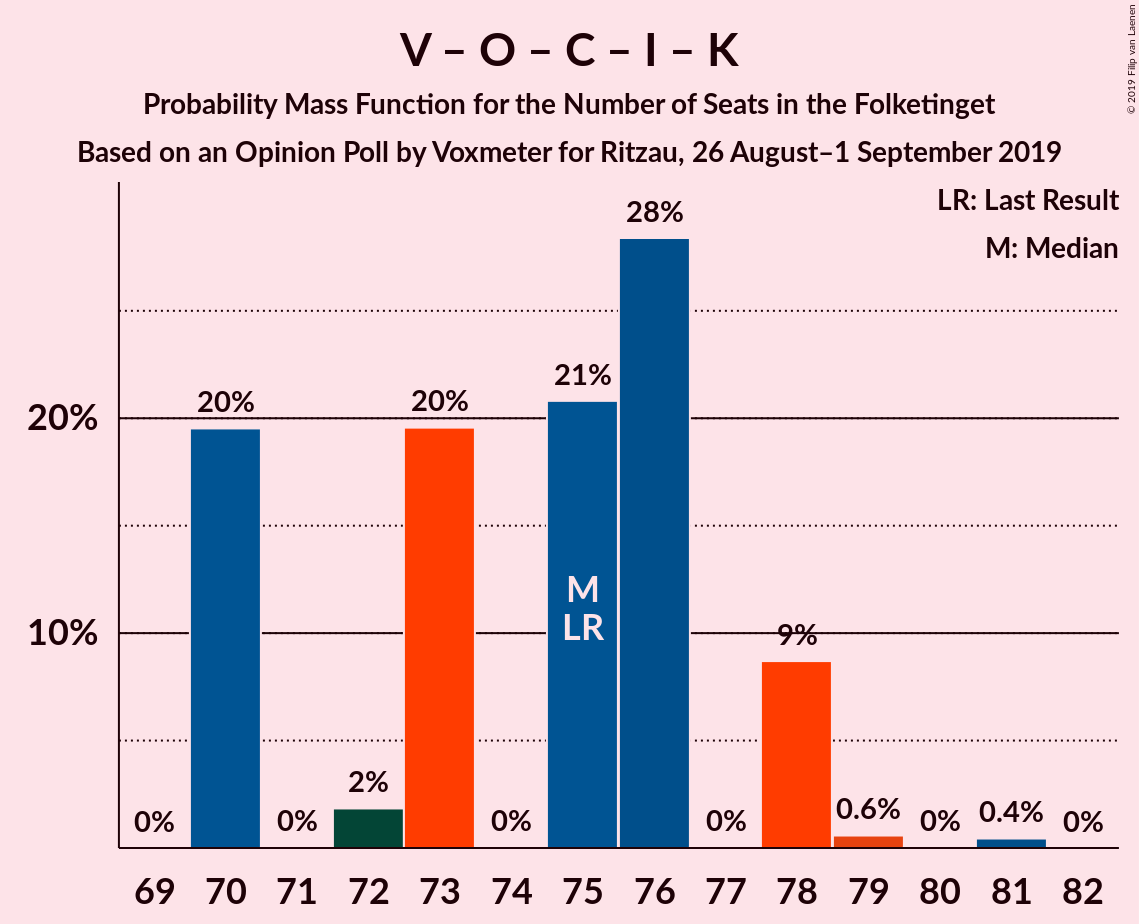 V – O – C – I – K
Probability Mass Function for the Number of Seats in the Folketinget
Based on an Opinion Poll by Voxmeter for Ritzau, 26 August–1 September 2019
© 2019 Filip van Laenen
LR: Last Result
M: Median
28%
21%
20%
20%
20%
M
LR
10%
9%
2%
0.6%
0.4%
0%
0%
0%
0%
0%
0%
69 70 71 72 73 74 75 76 77 78 79 80 81 82